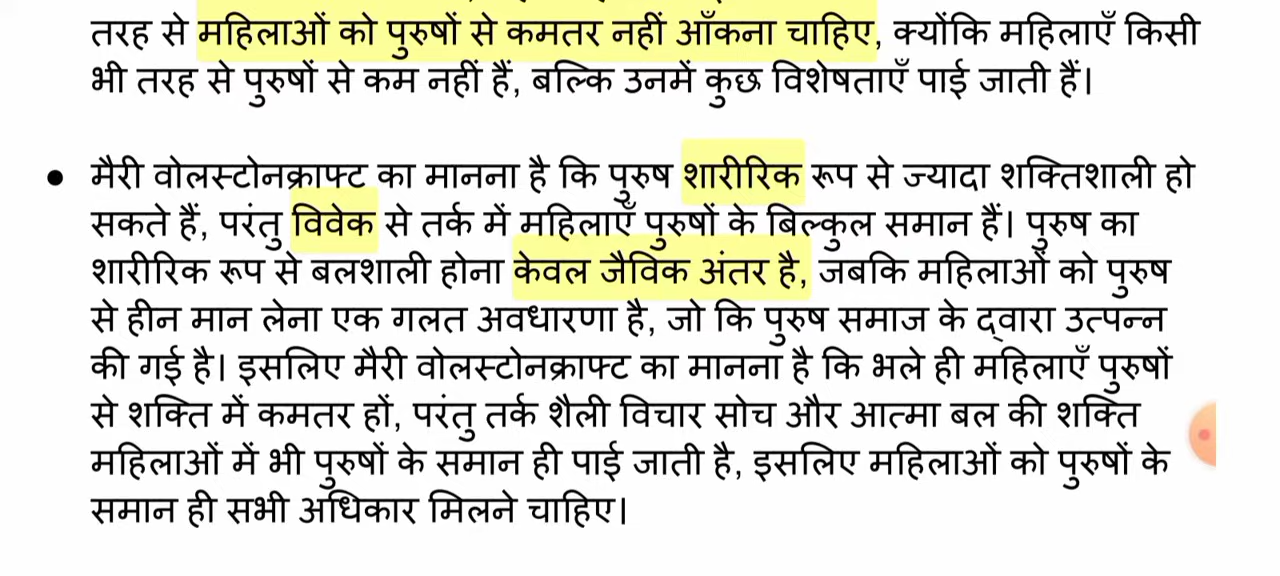 तरह से महिलाओं को पुरुषों से कमतर नहीं आँकना चाहिए, क्योंकि महिलाएँ किसी
भी तरह से पुरुषों से कम नहीं हैं, बल्कि उनमें कुछ विशेषताएँ पाई जाती हैं।
● मैरी वोलस्टोनक्राफ्ट का मानना है कि पुरुष शारीरिक रूप से ज्यादा शक्तिशाली हो
सकते हैं, परंतु विवेक से तर्क में महिलाएँ पुरुषों के बिल्कुल समान हैं। पुरुष का
शारीरिक रूप से बलशाली होना केवल जैविक अंतर है, जबकि महिलाओं को पुरुष
से हीन मान लेना एक गलत अवधारणा है, जो कि पुरुष समाज के द्वारा उत्पन्न
की गई है। इसलिए मैरी वोलस्टोनक्राफ्ट का मानना है कि भले ही महिलाएँ पुरुषों
से शक्ति में कमतर हों, परंतु तर्क शैली विचार सोच और आत्मा बल की शक्ति
महिलाओं में भी पुरुषों के समान ही पाई जाती है, इसलिए महिलाओं को पुरुषों के
समान ही सभी अधिकार मिलने चाहिए।